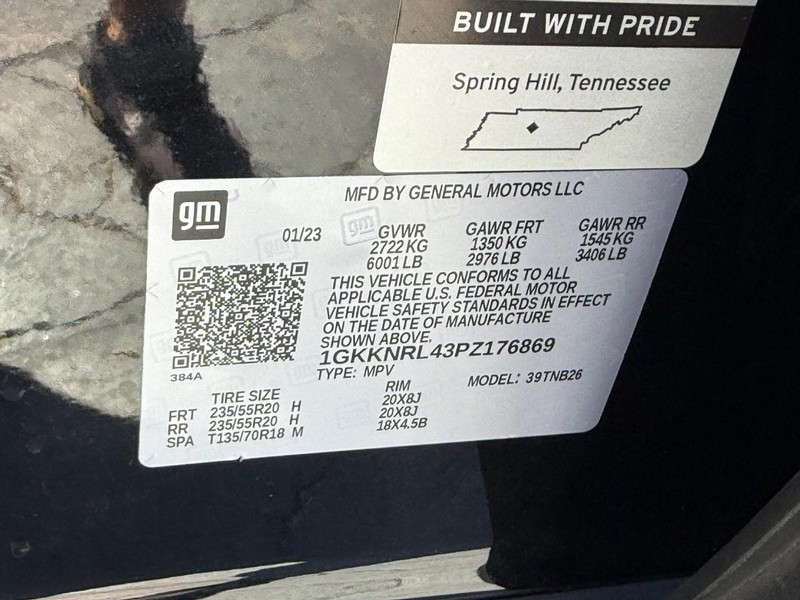 BUILT WITH PRIDE
Spring Hill, Tennessee
gm
MFD BY GENERAL MOTORS LLC
01/23
GVWR GAWR FRT GAWR RR
2722 KG 1350 KG 1545 KG
6001 LB 2976 LB 3406 LB
THIS VEHICLE CONFORMS TO ALL
APPLICABLE U.S. FEDERAL MOTOR
VEHICLE SAFETY STANDARDS IN EFFECT
ON THE DATE OF MANUFACTURE
SHOWN ABOVE.
1GKKNRL43PZ176869
384A
TYPE: MPV MODEL: 39TNB26
TIRE SIZE RIM
FRT 235/55R20 H 20X8J
RR 235/55R20 H 20X8J
SPA T135/70R18 M 18X4.5B